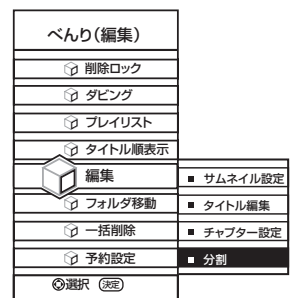 べんり(編集)
削除ロック
ダビング
プレイリスト
タイトル順表示
編集
フォルダ移動
一括削除
予約設定
選択 決定
サムネイル設定
タイトル編集
チャプター設定
分割